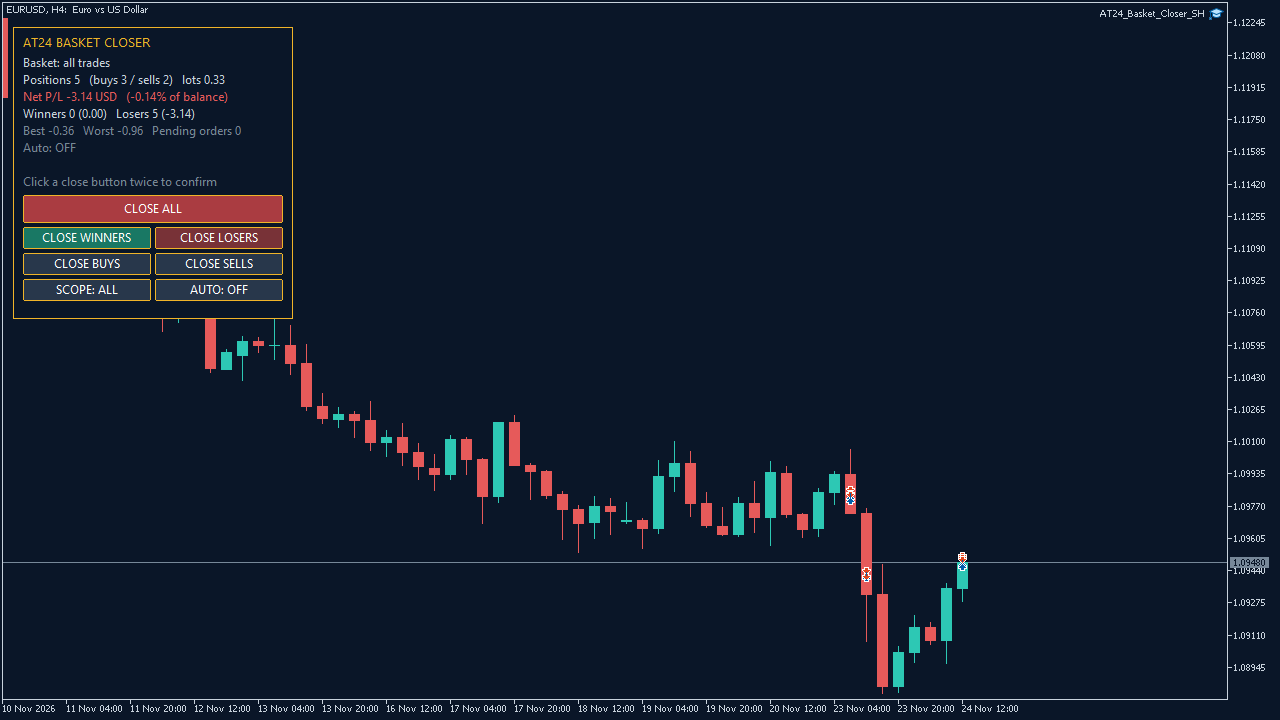 EURUSD, H4: Euro vs US Dollar
AT24_Basket_Closer_SH
AT24 BASKET CLOSER
Basket: all trades
Positions 5 (buys 3 / sells 2) lots 0.33
Net P/L -3.14 USD (-0.14% of balance)
Winners 0 (0.00) Losers 5 (-3.14)
Best -0.36 Worst -0.96 Pending orders 0
Auto: OFF
Click a close button twice to confirm
CLOSE ALL
CLOSE WINNERS CLOSE LOSERS
CLOSE BUYS CLOSE SELLS
SCOPE: ALL AUTO: OFF
1.12245
1.12080
1.11915
1.11750
1.11585
1.11420
1.11255
1.11090
1.10925
1.10760
1.10595
1.10430
1.10265
1.10100
1.09935
1.09770
1.09605
1.09480
1.09440
1.09275
1.09110
1.08945
10 Nov 2026 11 Nov 04:00 11 Nov 20:00 12 Nov 12:00 13 Nov 04:00 13 Nov 20:00 16 Nov 12:00 17 Nov 04:00 17 Nov 20:00 18 Nov 12:00 19 Nov 04:00 19 Nov 20:00 20 Nov 12:00 23 Nov 04:00 23 Nov 20:00 24 Nov 12:00